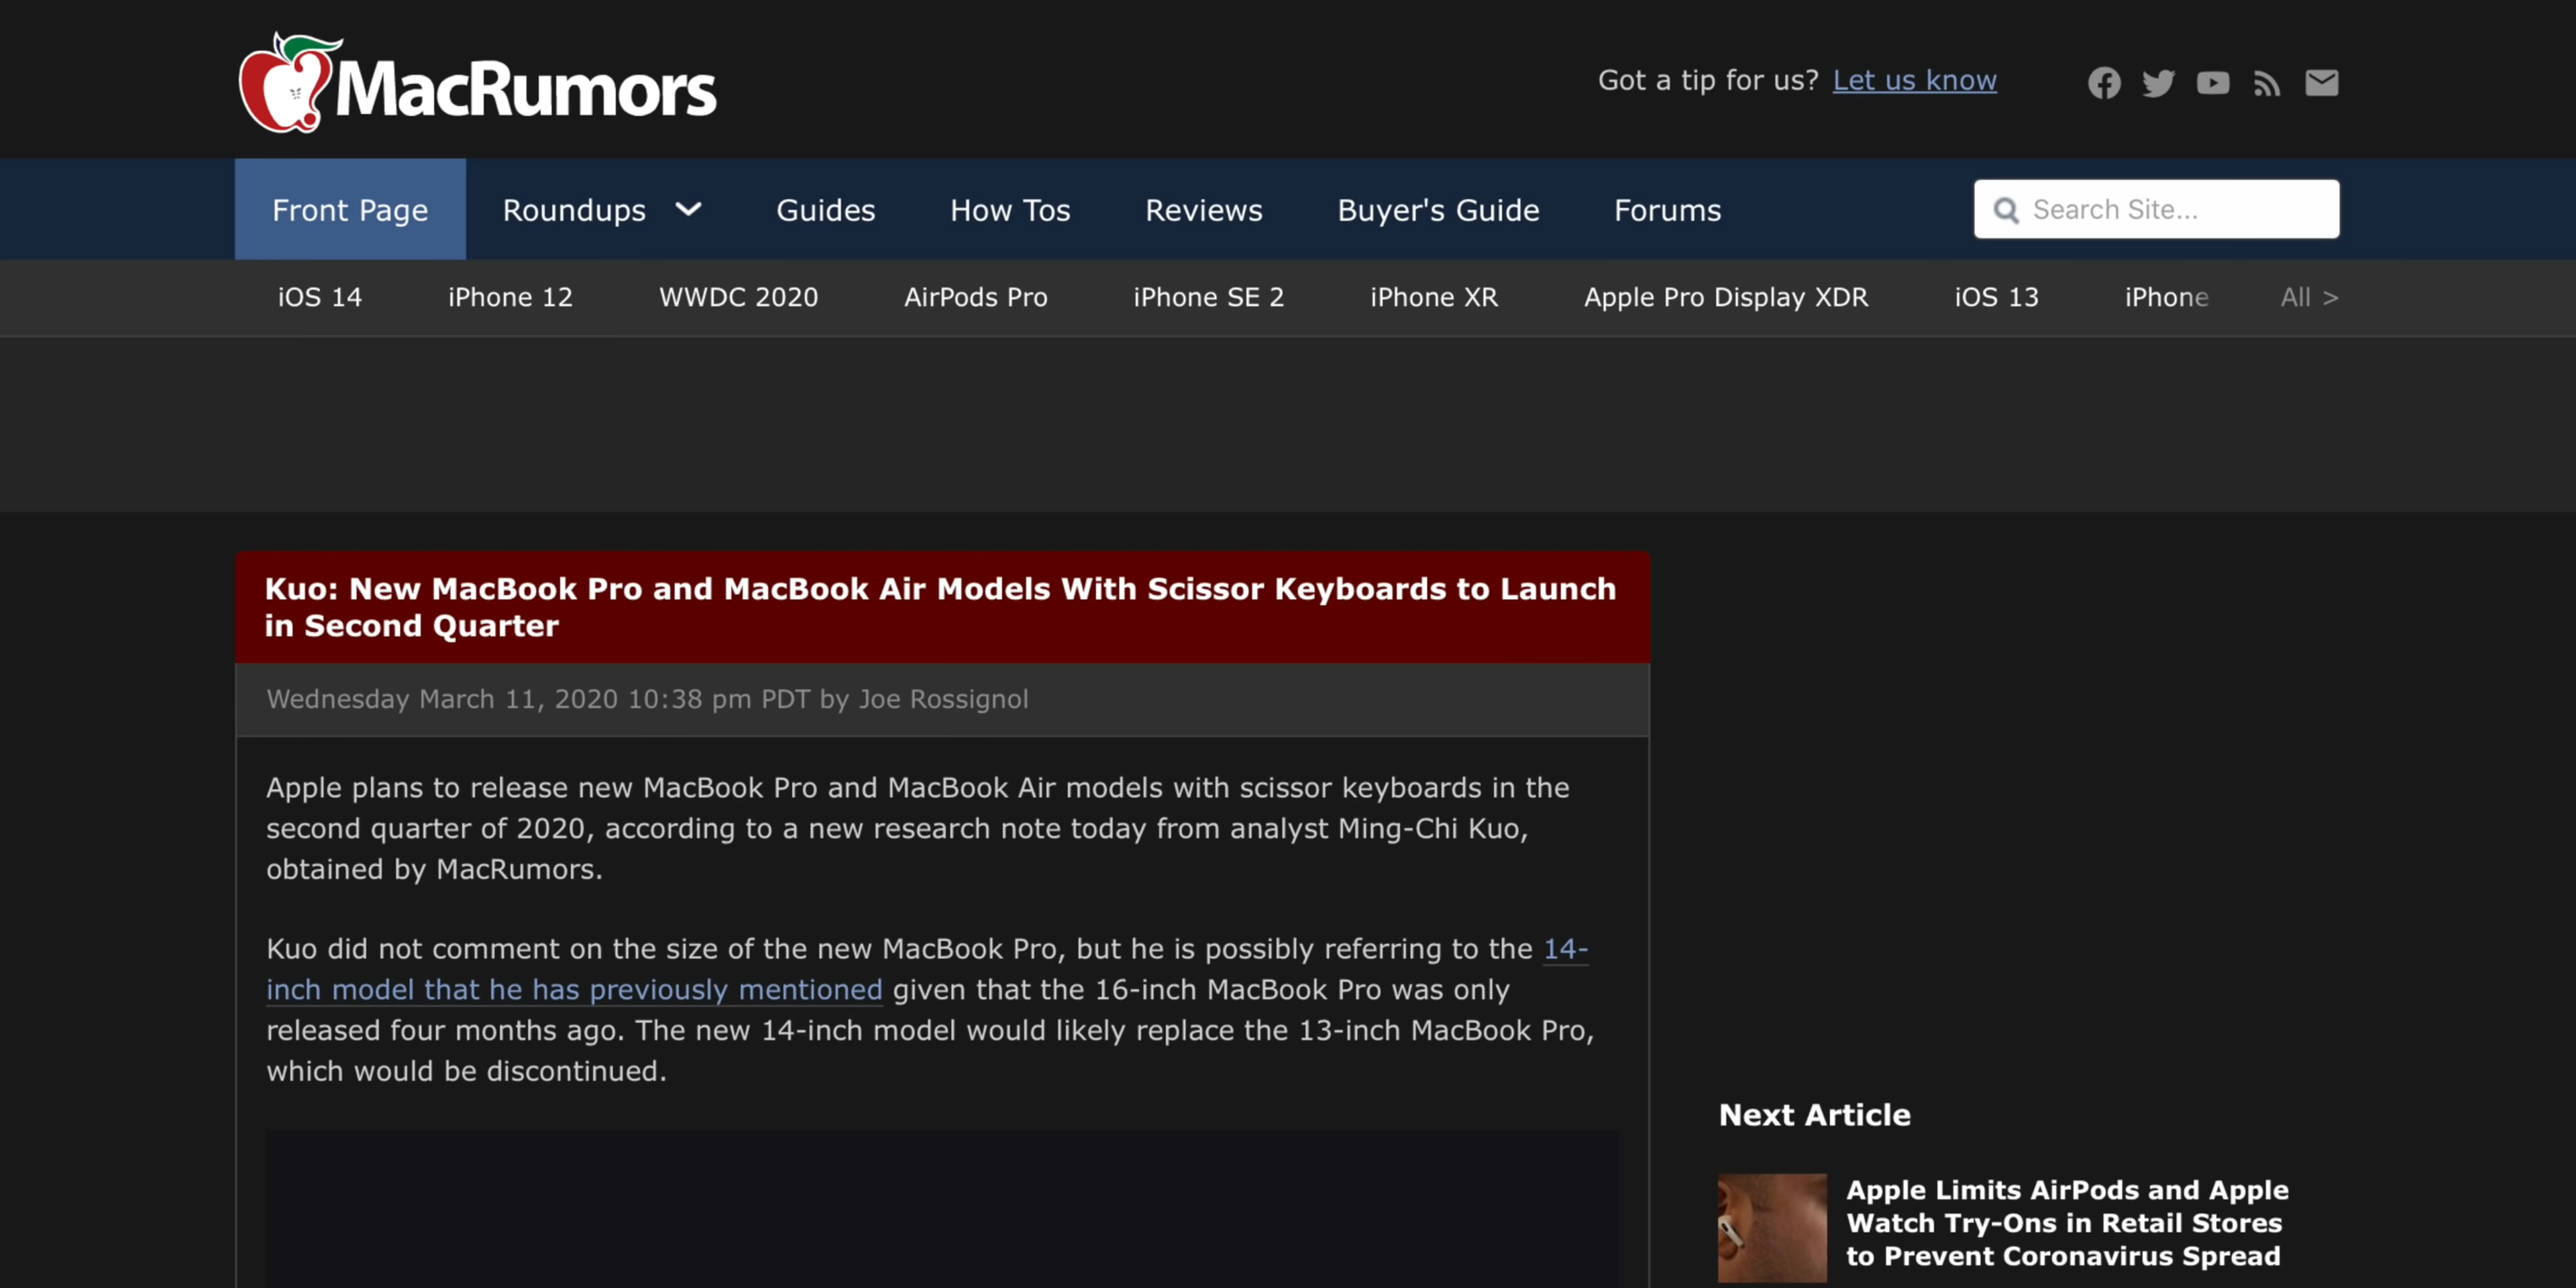 MacRumors
Got a tip for us? Let us know
Front Page
Roundups
Guides
How Tos
Reviews
Buyer's Guide
Forums
Search Site...
iOS 14
iPhone 12
WWDC 2020
AirPods Pro
iPhone SE 2
iPhone XR
Apple Pro Display XDR
iOS 13
iPhone
All >
Kuo: New MacBook Pro and MacBook Air Models With Scissor Keyboards to Launch
in Second Quarter
Wednesday March 11, 2020 10:38 pm PDT by Joe Rossignol
Apple plans to release new MacBook Pro and MacBook Air models with scissor keyboards in the
second quarter of 2020, according to a new research note today from analyst Ming-Chi Kuo,
obtained by MacRumors.
Kuo did not comment on the size of the new MacBook Pro, but he is possibly referring to the 14-
inch model that he has previously mentioned given that the 16-inch MacBook Pro was only
released four months ago. The new 14-inch model would likely replace the 13-inch MacBook Pro,
which would be discontinued.
Next Article
Apple Limits AirPods and Apple
Watch Try-Ons in Retail Stores
to Prevent Coronavirus Spread